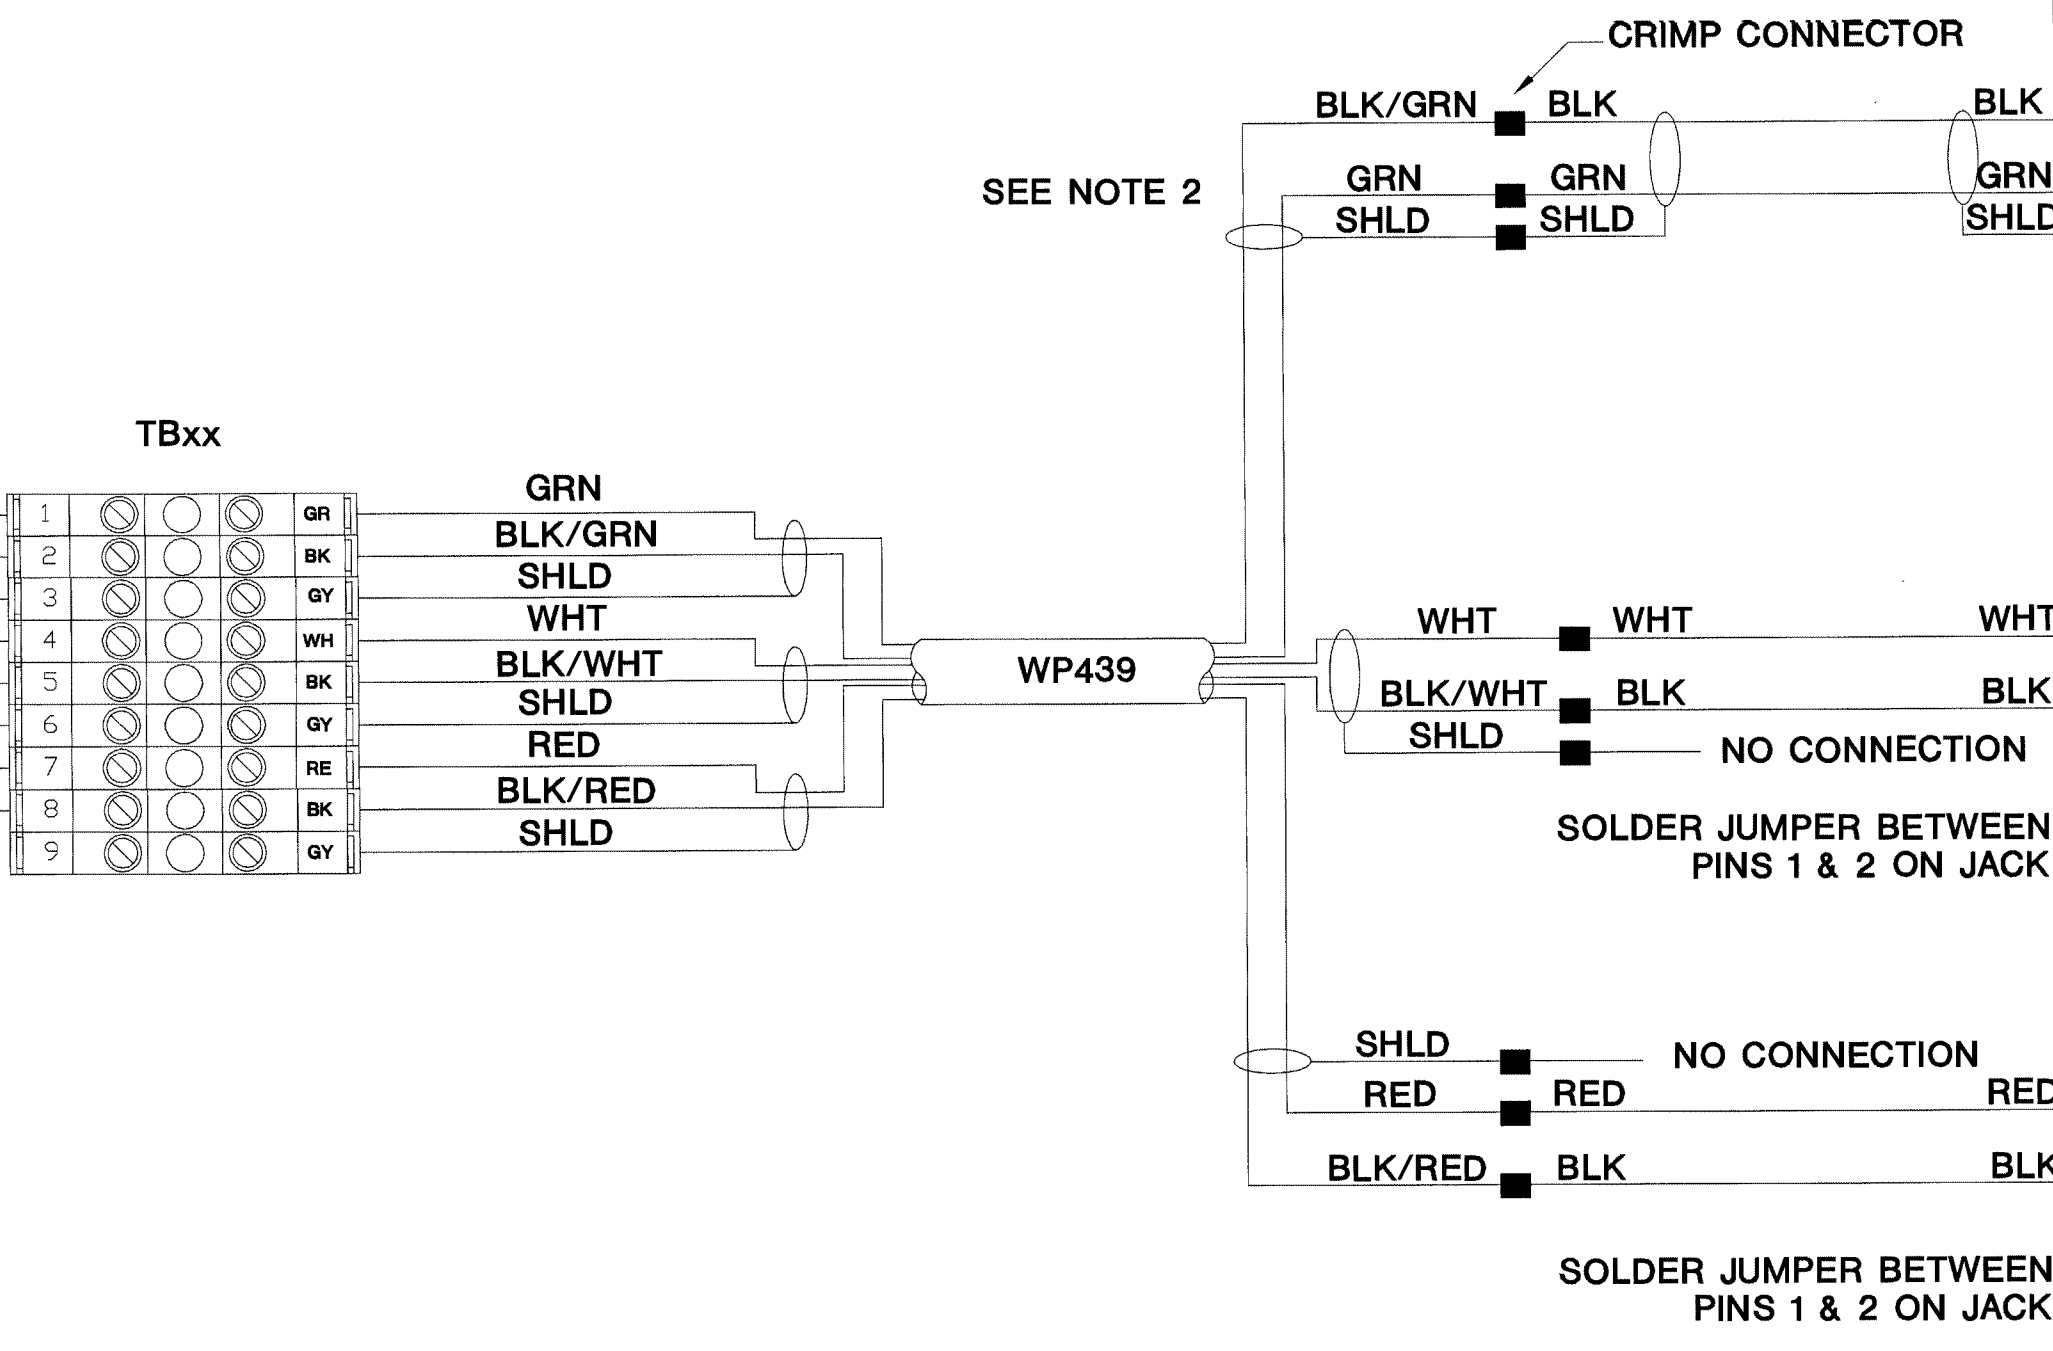 CRIMP CONNECTOR
BLK/GRN BLK BLK
SEE NOTE 2
GRN GRN GRN
SHLD SHLD SHLD
TBxx
1 GR GRN
2 BK BLK/GRN
3 GY SHLD
4 WH WHT
5 BK BLK/WHT
6 GY SHLD
7 RE RED
8 BK BLK/RED
9 GY SHLD
WP439
WHT WHT WHT
BLK/WHT BLK BLK
SHLD NO CONNECTION
SOLDER JUMPER BETWEEN
PINS 1 & 2 ON JACK
SHLD NO CONNECTION
RED RED RED
BLK/RED BLK BLK
SOLDER JUMPER BETWEEN
PINS 1 & 2 ON JACK